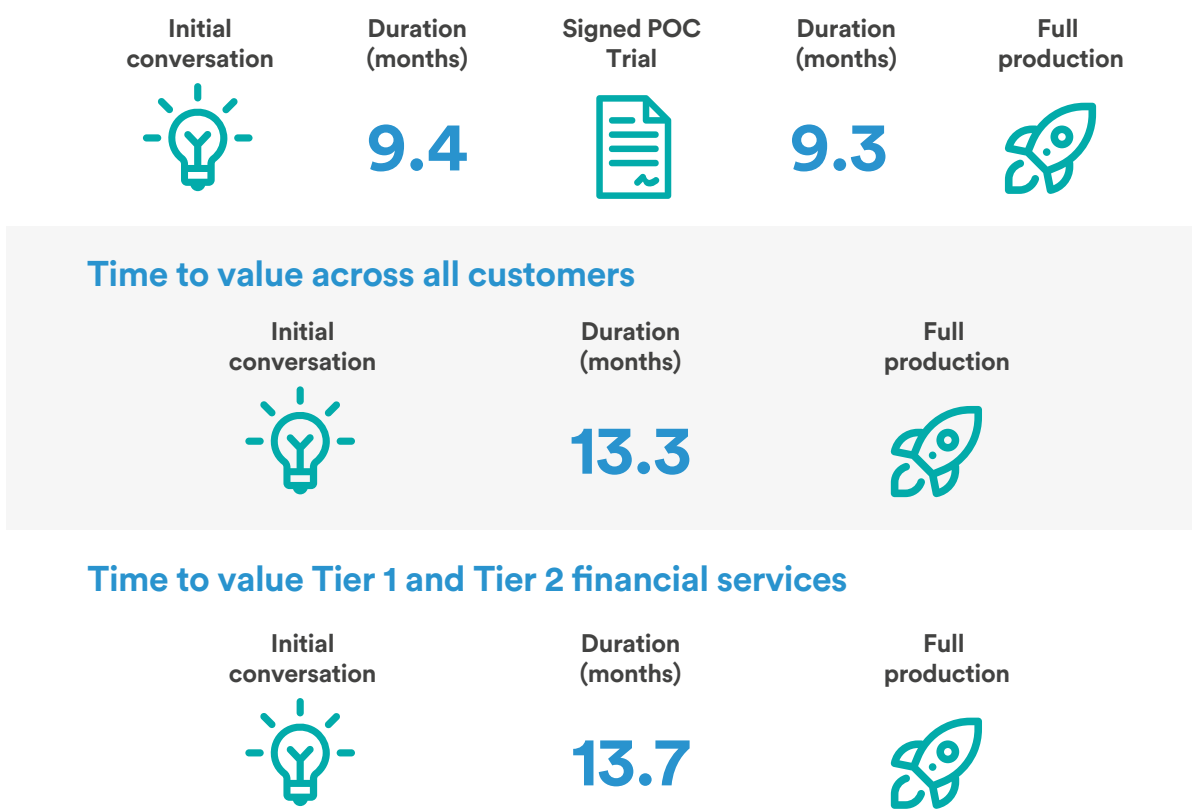 Initial conversation
Duration (months)
Signed POC Trial
Duration (months)
Full production
9.4
9.3
Time to value across all customers
Initial conversation
Duration (months)
Full production
13.3
Time to value Tier 1 and Tier 2 financial services
Initial conversation
Duration (months)
Full production
13.7